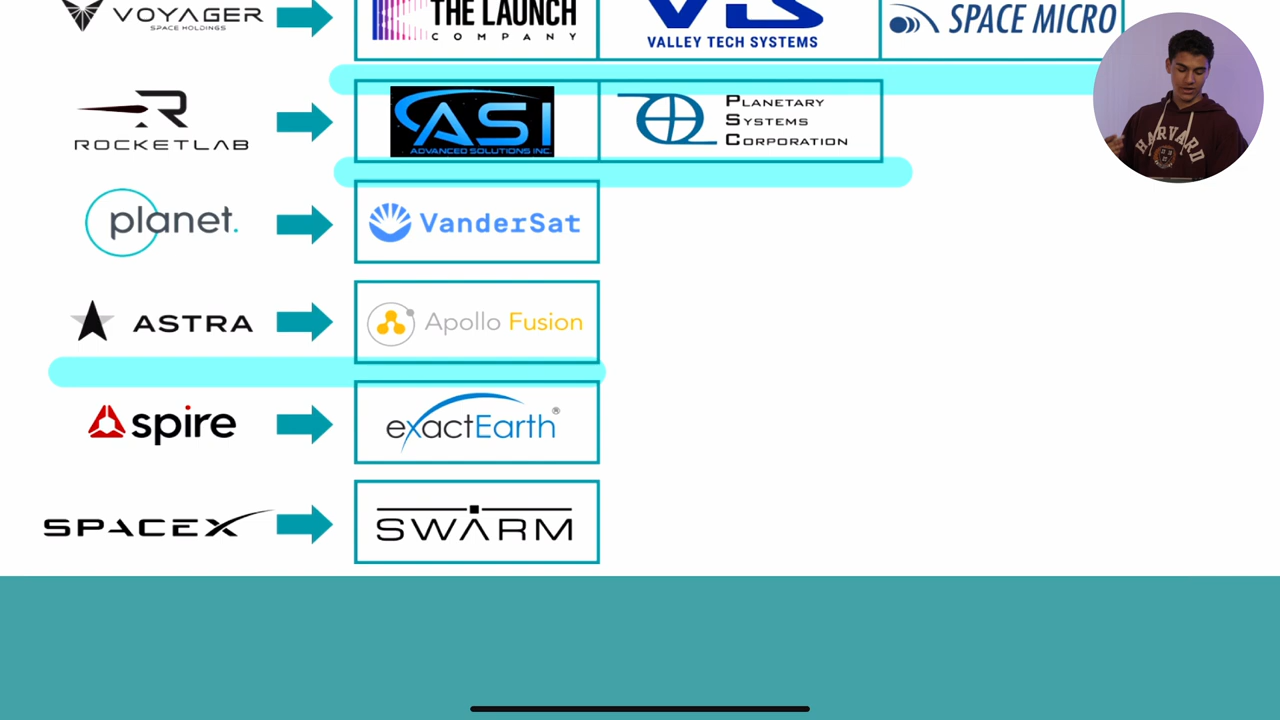 VOYAGER
SPACE HOLDINGS
THE LAUNCH
COMPANY
VTS
VALLEY TECH SYSTEMS
SPACE MICRO
ROCKETLAB
ASI
ADVANCED SOLUTIONS INC.
PLANETARY
SYSTEMS
CORPORATION
planet.
VanderSat
ASTRA
Apollo Fusion
spire
exactEarth®
SPACEX
SWARM
HARVARD